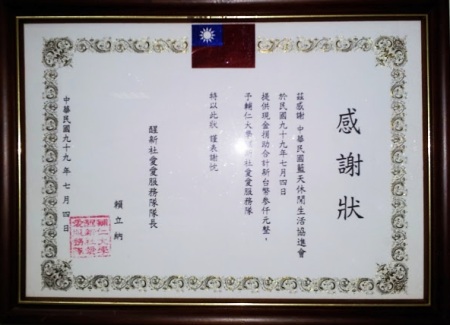 感謝狀
茲感謝 中華民國藍天休閒生活協進會
於民國九十九年七月四日
提供現金捐助合計新台幣參仟元整，
予輔仁大學醒新社愛愛服務隊
特以此狀 謹表謝忱
醒新社愛愛服務隊隊長
賴立納
中華民國九十九年七月四日